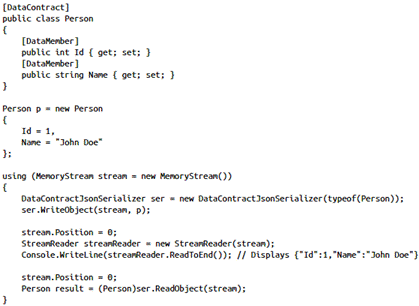 [DataContract]
public class Person
{
    [DataMember]
    public int Id { get; set; }
    [DataMember]
    public string Name { get; set; }
}

Person p = new Person
{
    Id = 1,
    Name = "John Doe"
};

using (MemoryStream stream = new MemoryStream())
{
    DataContractJsonSerializer ser = new DataContractJsonSerializer(typeof(Person));
    ser.WriteObject(stream, p);

    stream.Position = 0;
    StreamReader streamReader = new StreamReader(stream);
    Console.WriteLine(streamReader.ReadToEnd()); // Displays {"Id":1,"Name":"John Doe"}

    stream.Position = 0;
    Person result = (Person)ser.ReadObject(stream);
}